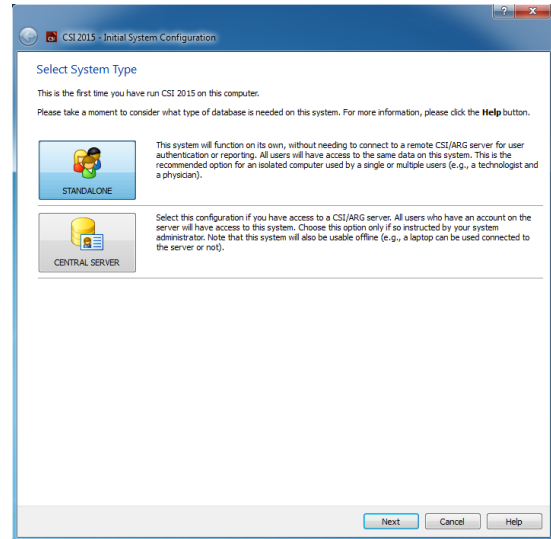 ?
x
CSI 2015 - Initial System Configuration
Select System Type
This is the first time you have run CSI 2015 on this computer.
Please take a moment to consider what type of database is needed on this system. For more information, please click the Help button.
This system will function on its own, without needing to connect to a remote CSI/ARG server for user
authentication or reporting. All users will have access to the same data on this system. This is the
recommended option for an isolated computer used by a single or multiple users (e.g., a technologist and
a physician).
STANDALONE
Select this configuration if you have access to a CSI/ARG server. All users who have an account on the
server will have access to this system. Choose this option only if so instructed by your system
administrator. Note that this system will also be usable offline (e.g., a laptop can be used connected to
the server or not).
CENTRAL SERVER
Next
Cancel
Help